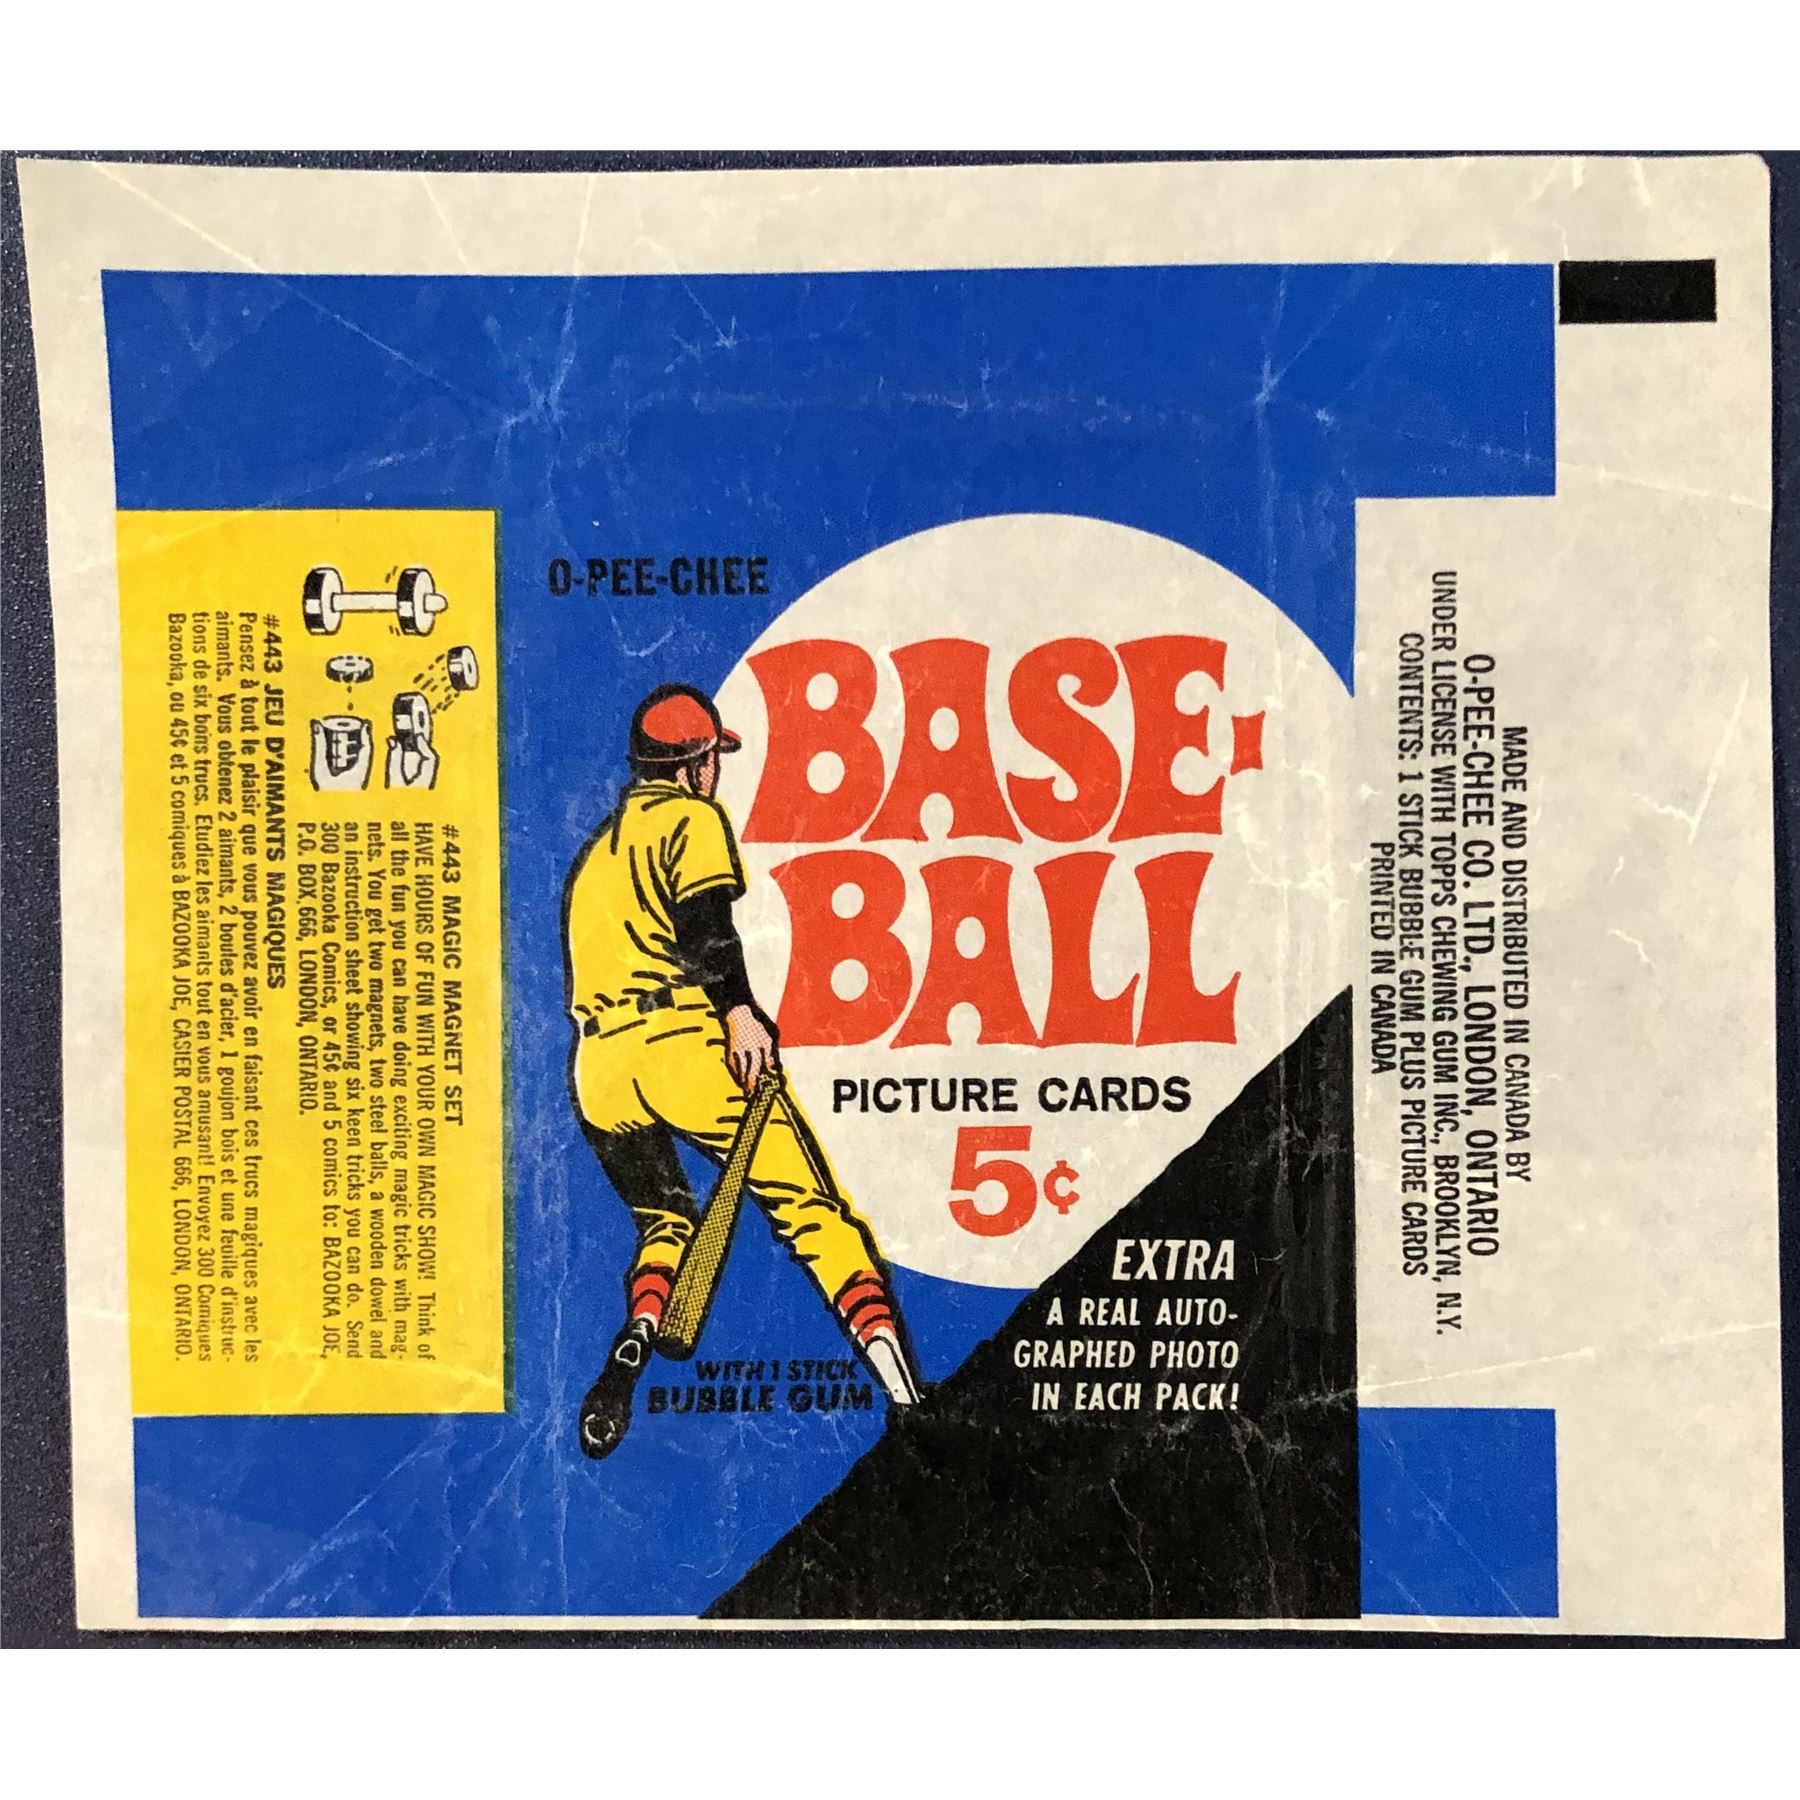 O-PEE-CHEE
BASE-
BALL
PICTURE CARDS
5¢
EXTRA
A REAL AUTO-
GRAPHED PHOTO
IN EACH PACK!
WITH 1 STICK
BUBBLE GUM
#443 MAGIC MAGNET SET
HAVE HOURS OF FUN WITH YOUR OWN MAGIC SHOW! Think of
all the fun you can have doing exciting magic tricks with mag-
nets. You get two magnets, two steel balls, a wooden dowel and
an instruction sheet showing six keen tricks you can do. Send
300 Bazooka Comics, or 45¢ and 5 comics to: BAZOOKA JOE,
P.O. BOX 666, LONDON, ONTARIO.
#443 JEU D'AIMANTS MAGIQUES
Pensez à tout le plaisir que vous pouvez avoir en faisant ces trucs magiques avec les
aimants. Vous obtenez 2 aimants, 2 boules d'acier, 1 goujon bois et une feuille d'instruc-
tions de six bons trucs. Etudiez les aimants tout en vous amusant! Envoyez 300 Comiques
Bazooka, ou 45¢ et 5 comiques à BAZOOKA JOE, CASIER POSTAL 666, LONDON, ONTARIO.
MADE AND DISTRIBUTED IN CANADA BY
O-PEE-CHEE CO. LTD., LONDON, ONTARIO
UNDER LICENSE WITH TOPPS CHEWING GUM INC., BROOKLYN, N.Y.
CONTENTS: 1 STICK BUBBLE GUM PLUS PICTURE CARDS
PRINTED IN CANADA